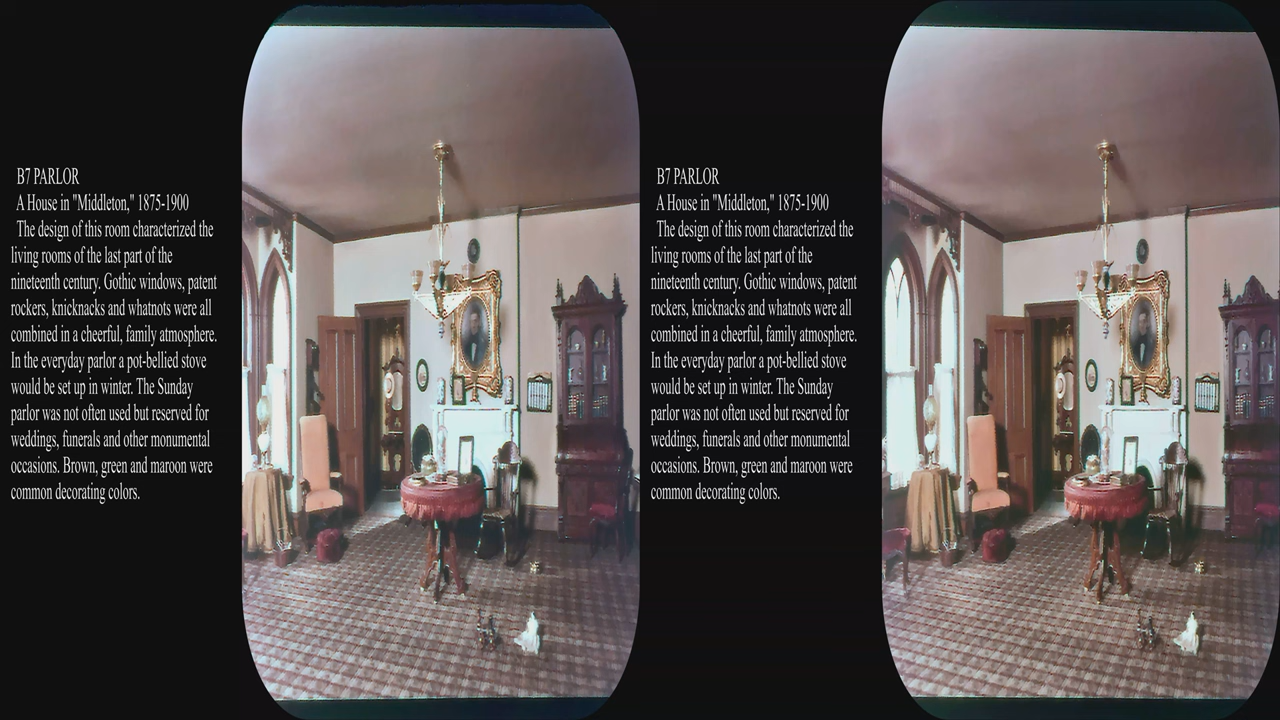 B7 PARLOR
A House in "Middleton," 1875-1900
The design of this room characterized the
living rooms of the last part of the
nineteenth century. Gothic windows, patent
rockers, knicknacks and whatnots were all
combined in a cheerful, family atmosphere.
In the everyday parlor a pot-bellied stove
would be set up in winter. The Sunday
parlor was not often used but reserved for
weddings, funerals and other monumental
occasions. Brown, green and maroon were
common decorating colors.
B7 PARLOR
A House in "Middleton," 1875-1900
The design of this room characterized the
living rooms of the last part of the
nineteenth century. Gothic windows, patent
rockers, knicknacks and whatnots were all
combined in a cheerful, family atmosphere.
In the everyday parlor a pot-bellied stove
would be set up in winter. The Sunday
parlor was not often used but reserved for
weddings, funerals and other monumental
occasions. Brown, green and maroon were
common decorating colors.